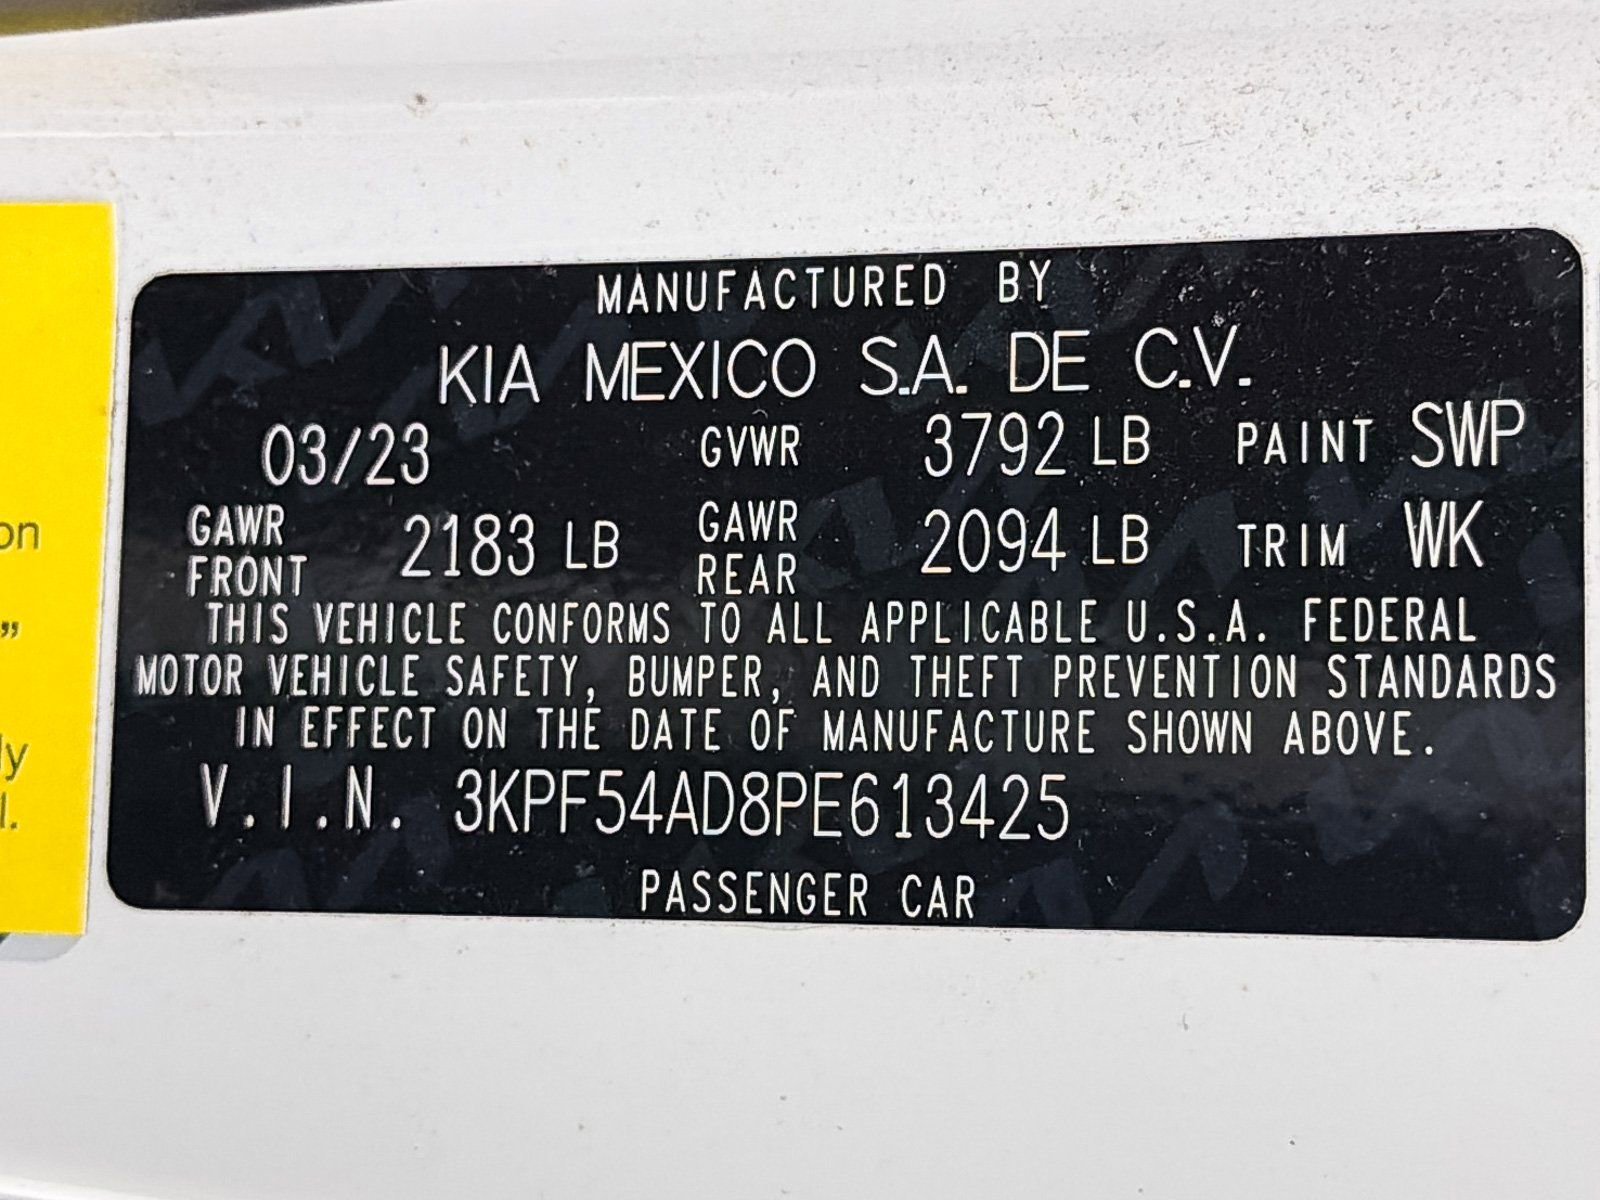 on
”
ly
l.
MANUFACTURED BY
KIA MEXICO S.A. DE C.V.
03/23 GVWR 3792 LB PAINT SWP
GAWR FRONT 2183 LB GAWR REAR 2094 LB TRIM WK
THIS VEHICLE CONFORMS TO ALL APPLICABLE U.S.A. FEDERAL
MOTOR VEHICLE SAFETY, BUMPER, AND THEFT PREVENTION STANDARDS
IN EFFECT ON THE DATE OF MANUFACTURE SHOWN ABOVE.
V.I.N. 3KPF54AD8PE613425
PASSENGER CAR